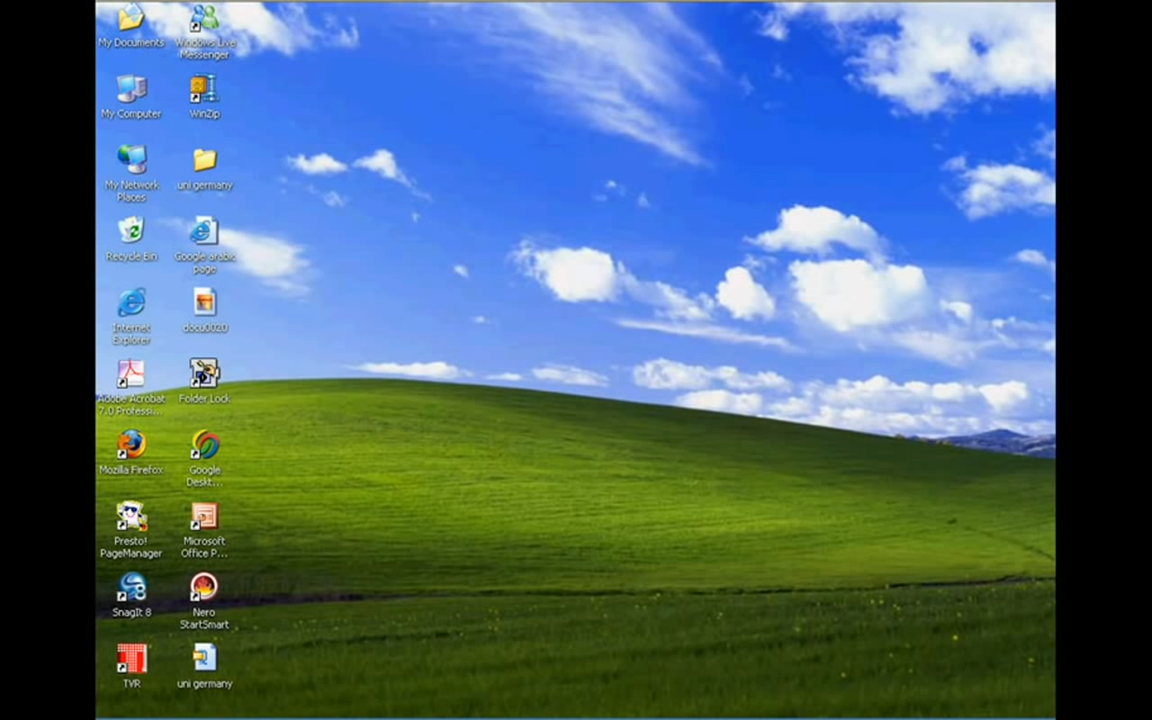 My Documents
Windows Live
Messenger
My Computer
WinZip
My Network
Places
uni germany
Recycle Bin
Google arabic
page
Internet
Explorer
docu0020
Adobe Acrobat
7.0 Professi...
Folder Lock
Mozilla Firefox
Google
Deskt...
Presto!
PageManager
Microsoft
Office P...
SnagIt 8
Nero
StartSmart
TVR
uni germany